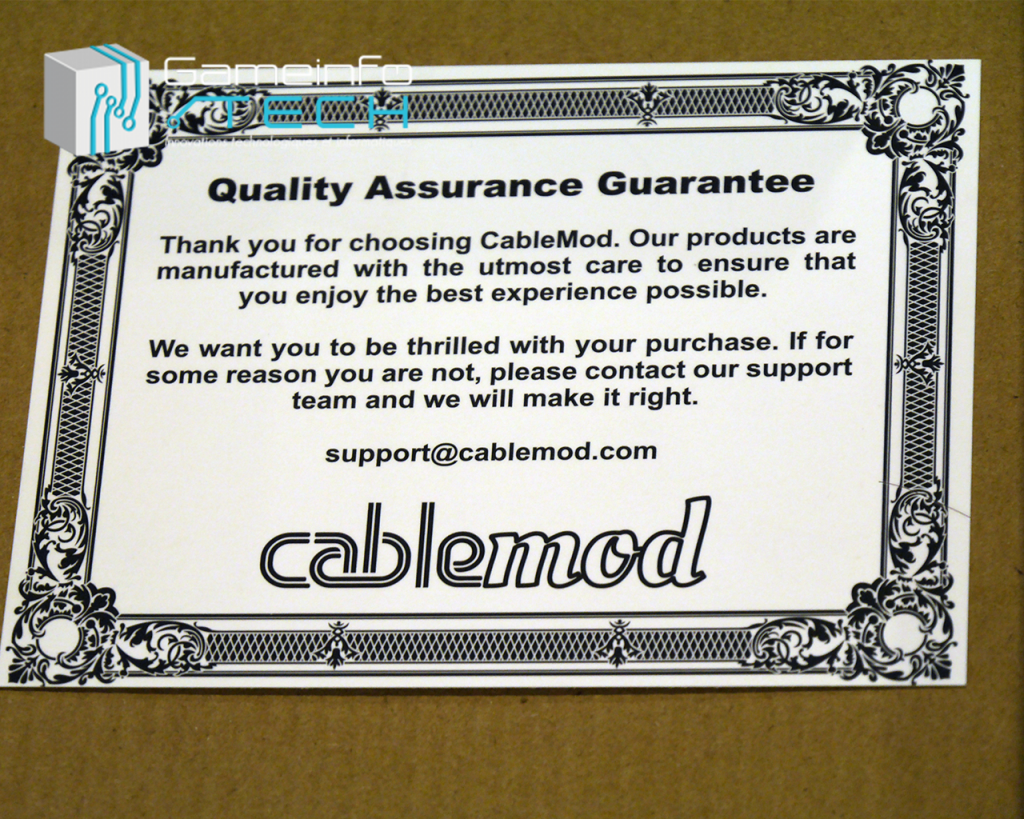 Gameinfo
TECH
Quality Assurance Guarantee
Thank you for choosing CableMod. Our products are
manufactured with the utmost care to ensure that
you enjoy the best experience possible.
We want you to be thrilled with your purchase. If for
some reason you are not, please contact our support
team and we will make it right.
support@cablemod.com
cablemod